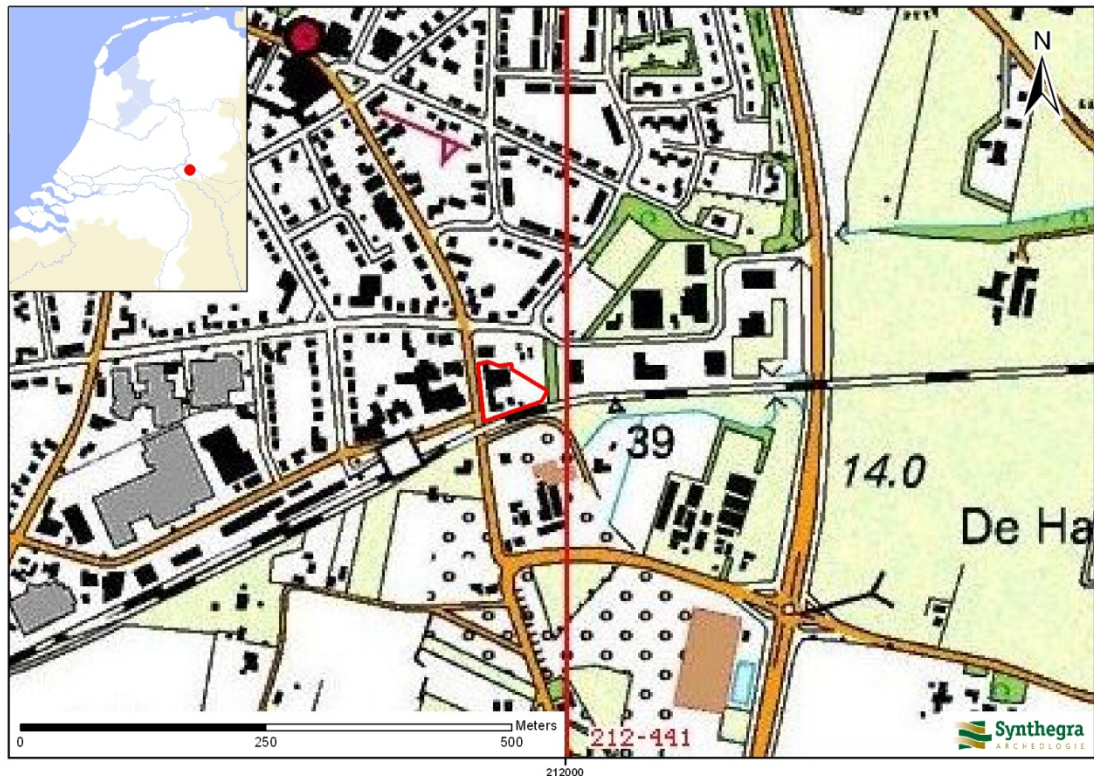 N
39
14.0
De Ha
Meters
0 250 500
212-441
Synthegra
ARCHEOLOGIE
212000